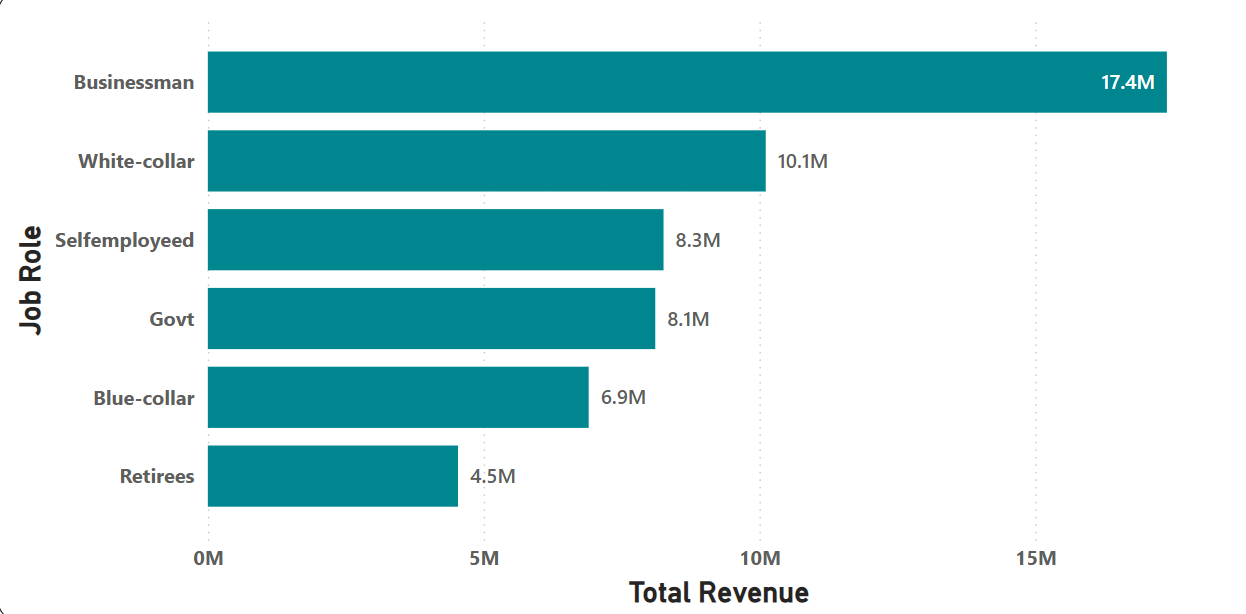 Job Role
Businessman 17.4M
White-collar 10.1M
Selfemployeed 8.3M
Govt 8.1M
Blue-collar 6.9M
Retirees 4.5M
0M 5M 10M 15M
Total Revenue